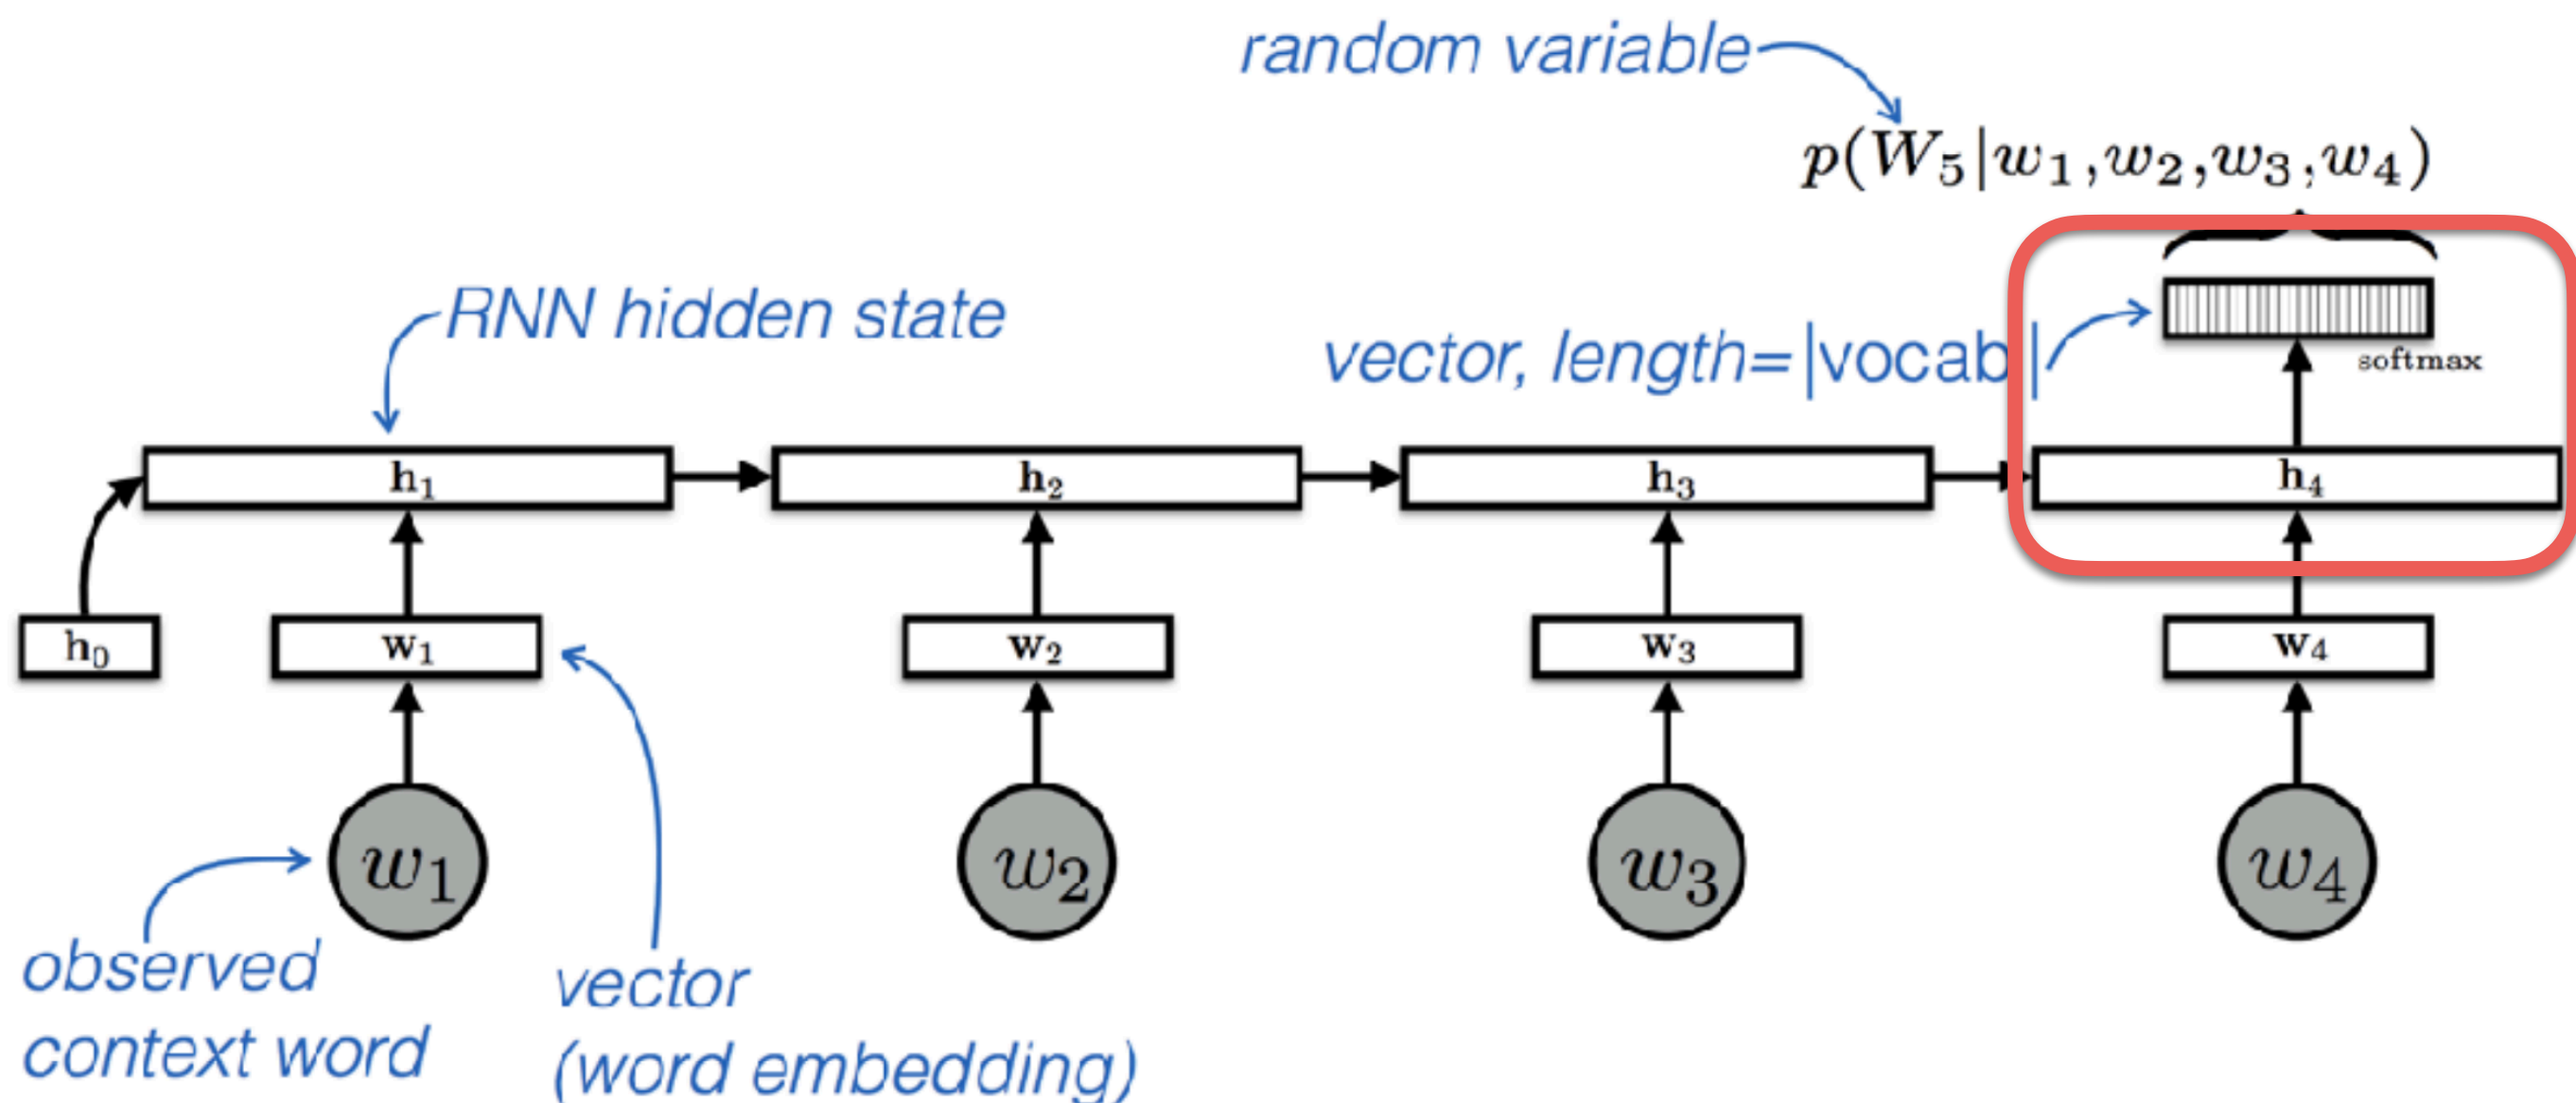 random variable
p(W₅|w₁,w₂,w₃,w₄)
RNN hidden state
vector, length=|vocab|
softmax
h₁
h₂
h₃
h₄
h₀
w₁
w₂
w₃
w₄
w₁
w₂
w₃
w₄
observed
context word
vector
(word embedding)